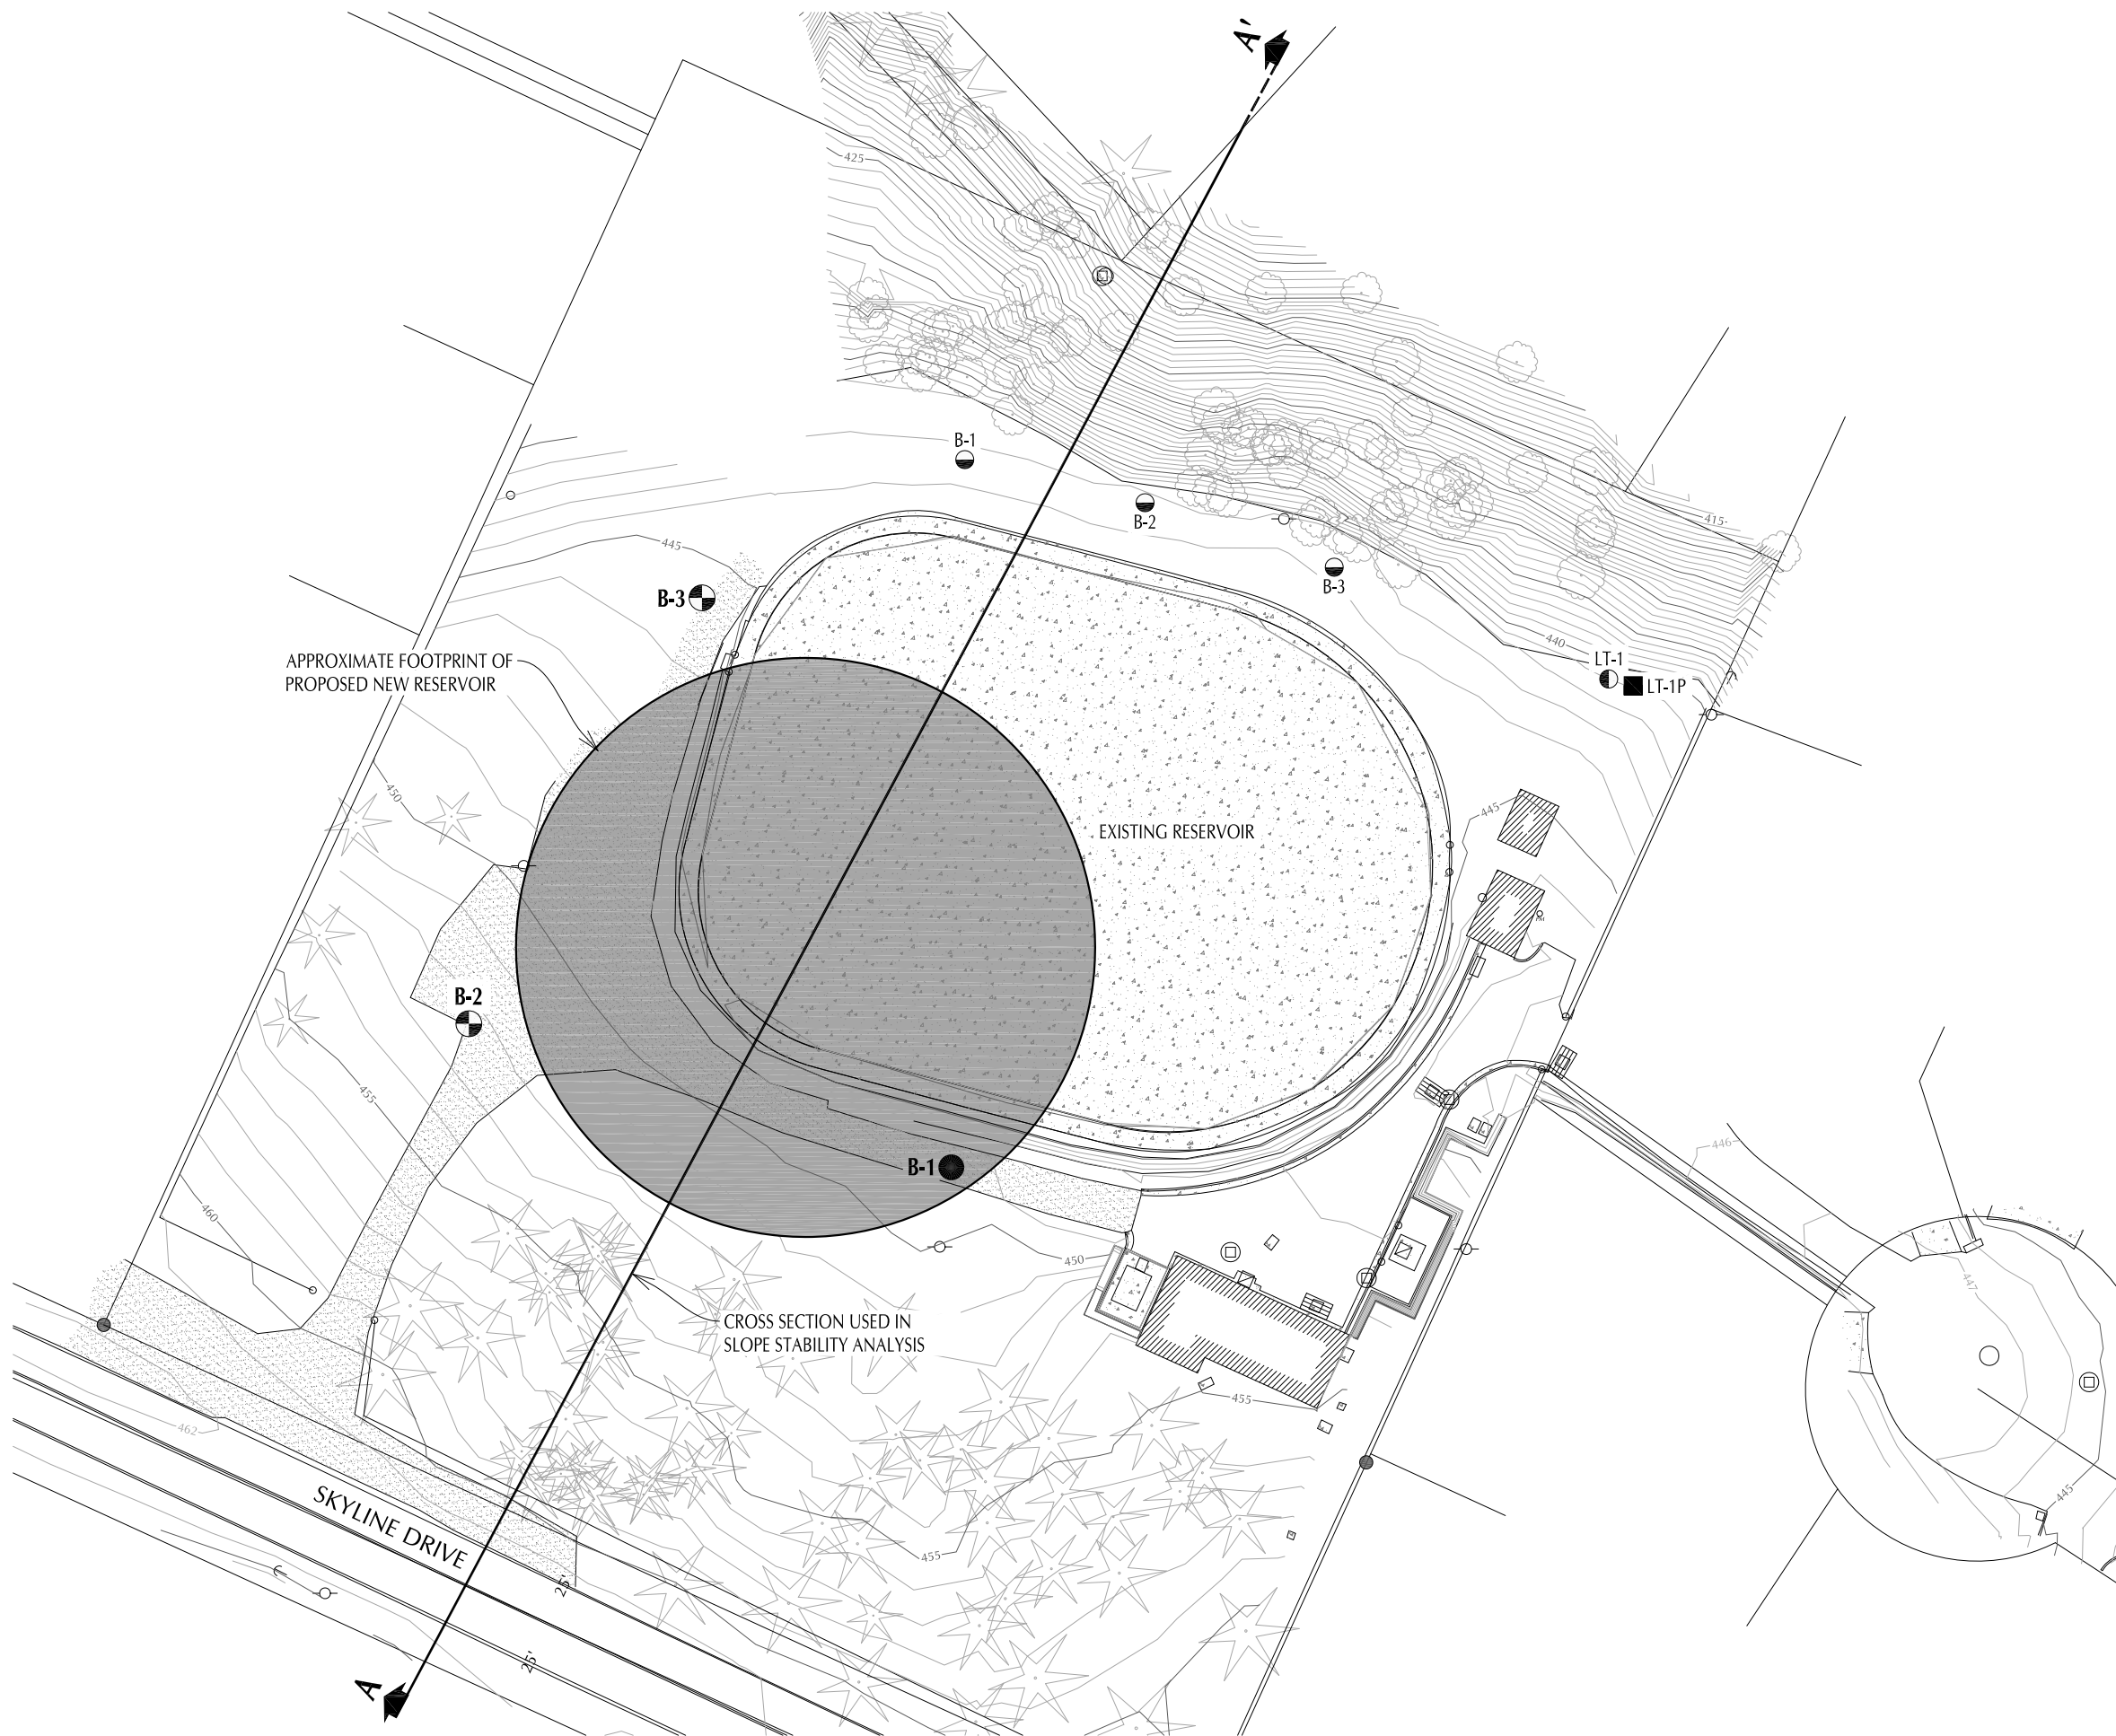 A'
425
B-1
B-2
415
445
B-3
B-3
440
LT-1
LT-1P
APPROXIMATE FOOTPRINT OF
PROPOSED NEW RESERVOIR
450
445
EXISTING RESERVOIR
B-2
455
446
B-1
460
450
447
CROSS SECTION USED IN
SLOPE STABILITY ANALYSIS
455
462
445
SKYLINE DRIVE
455
25'
25'
A